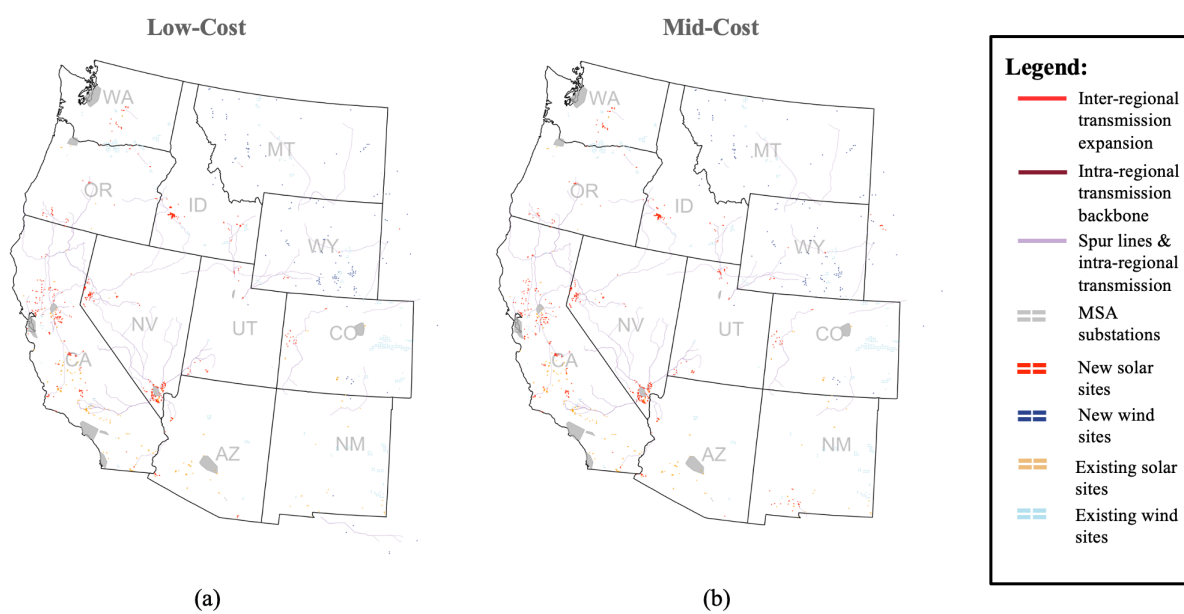 Low-Cost
Mid-Cost
WA
MT
OR
ID
WY
NV
UT
CO
CA
AZ
NM
WA
MT
OR
ID
WY
NV
UT
CO
CA
AZ
NM
(a)
(b)
Legend:
Inter-regional
transmission
expansion
Intra-regional
transmission
backbone
Spur lines &
intra-regional
transmission
MSA
substations
New solar
sites
New wind
sites
Existing solar
sites
Existing wind
sites